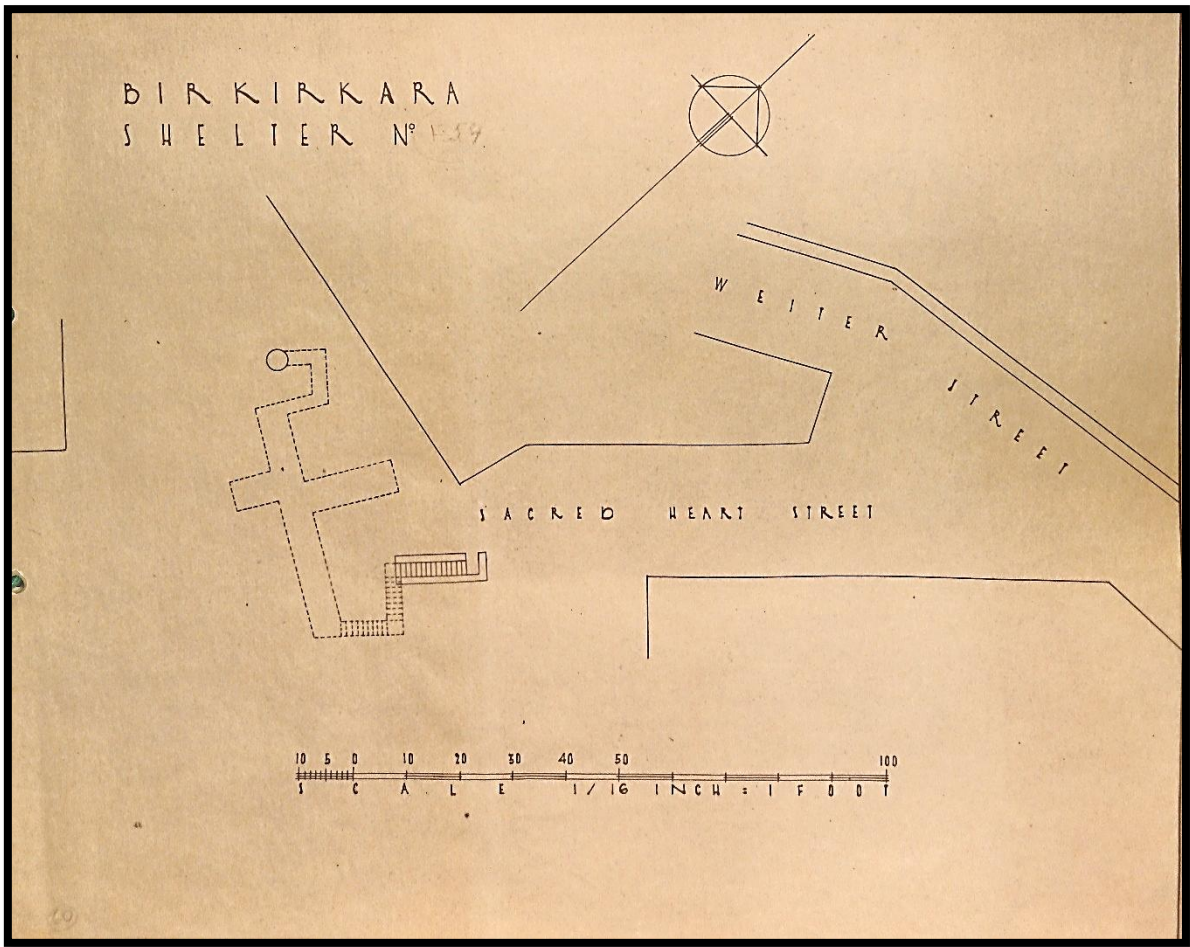 BIRKIRKARA
SHELTER Nº
WEITER STREET
SACRED HEART STREET
10 5 0 10 20 30 40 50 100
SCALE 1/16 INCH = 1 FOOT